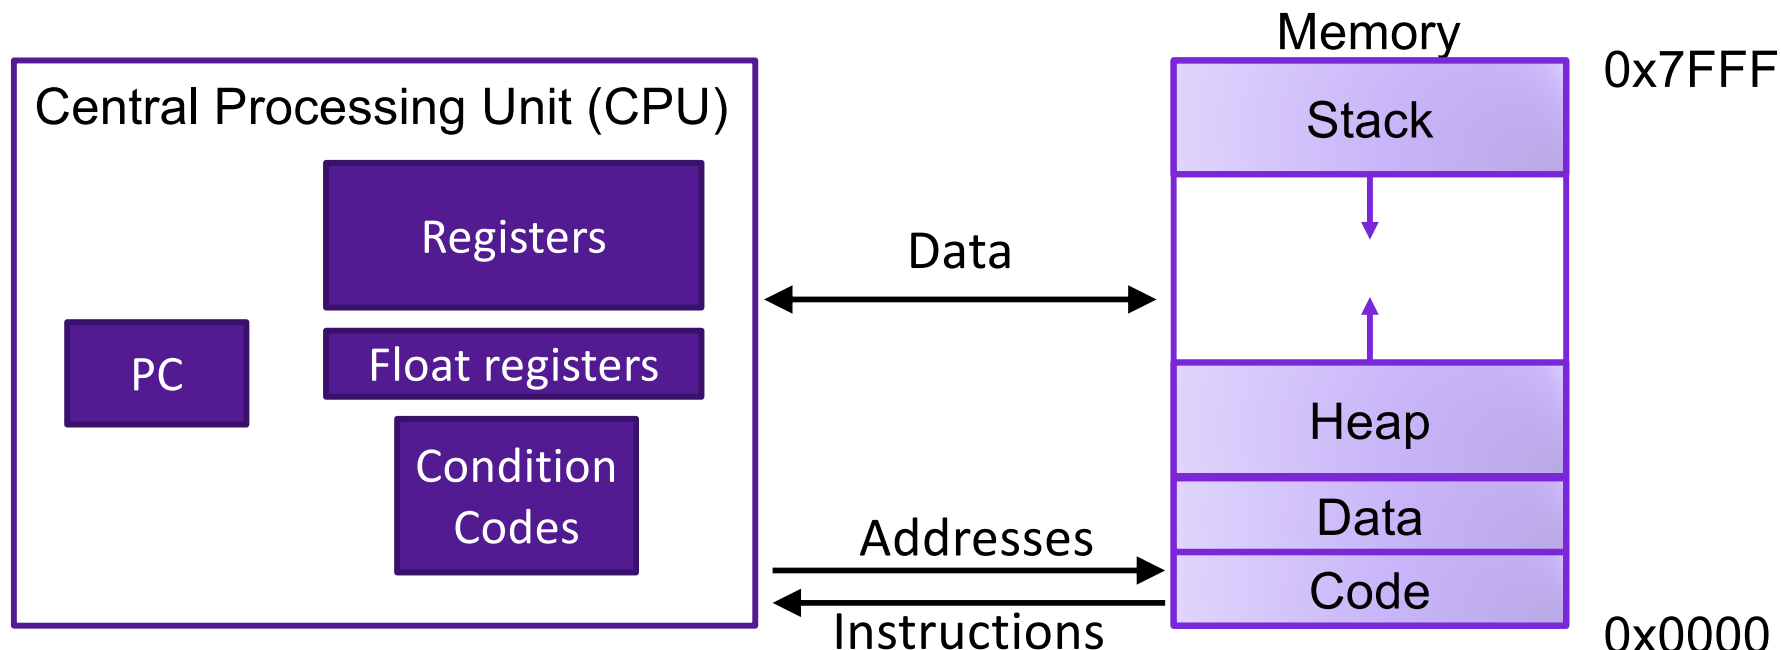 Central Processing Unit (CPU)
Registers
PC
Float registers
Condition
Codes
Data
Addresses
Instructions
Memory
0x7FFF
Stack
Heap
Data
Code
0x0000